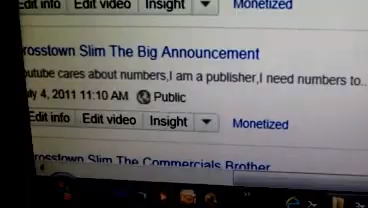 Edit info Edit video Insight Monetized
rosstown Slim The Big Announcement
outube cares about numbers,I am a publisher,I need numbers to..
ly 4, 2011 11:10 AM Public
Edit info Edit video Insight Monetized
rosstown Slim The Commercials Brother